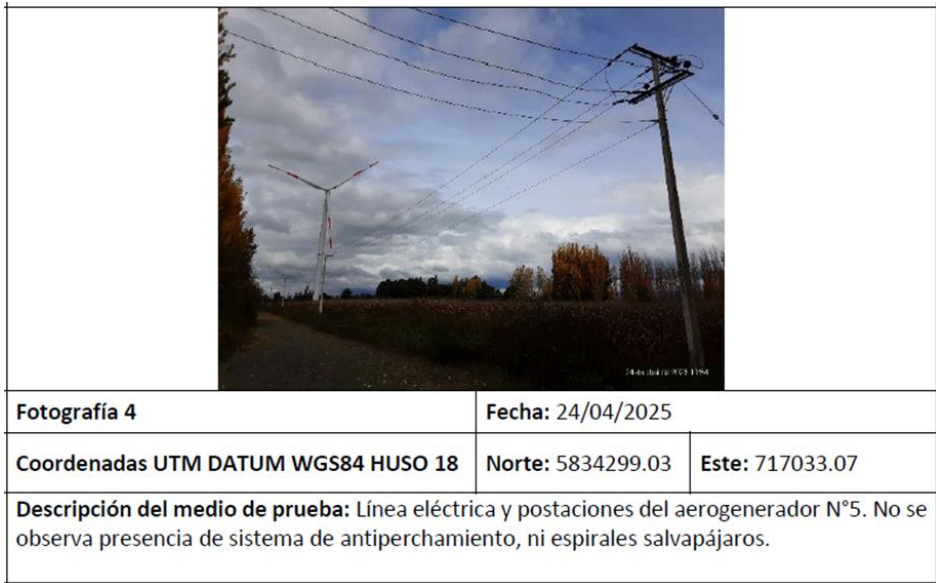 Fotografía 4
Fecha: 24/04/2025
Coordenadas UTM DATUM WGS84 HUSO 18
Norte: 5834299.03
Este: 717033.07
Descripción del medio de prueba: Línea eléctrica y postaciones del aerogenerador N°5. No se
observa presencia de sistema de antiperchamiento, ni espirales salvapájaros.